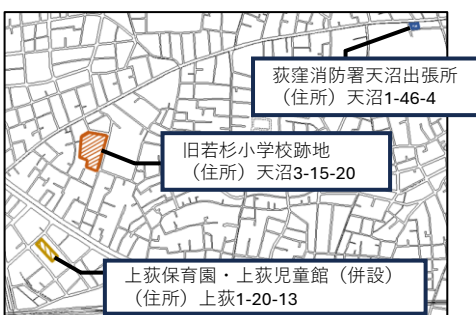 荻窪消防署天沼出張所
（住所）天沼1-46-4
旧若杉小学校跡地
（住所）天沼3-15-20
上荻保育園・上荻児童館（併設）
（住所）上荻1-20-13